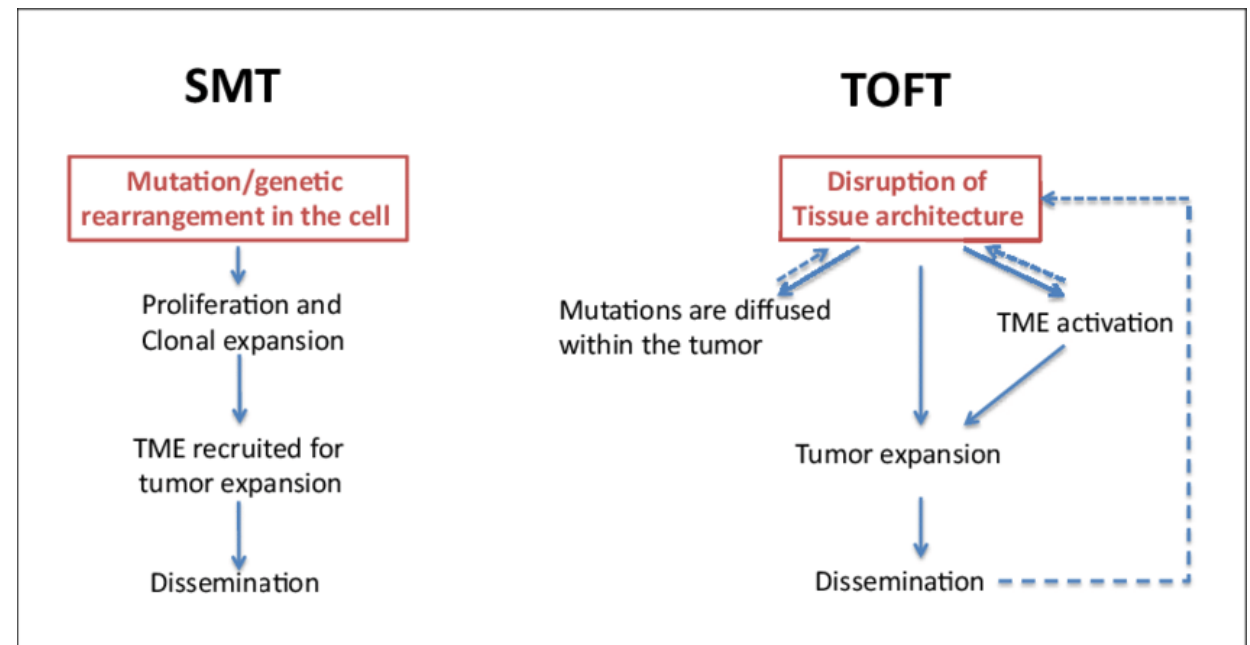 SMT
Mutation/genetic
rearrangement in the cell
Proliferation and
Clonal expansion
TME recruited for
tumor expansion
Dissemination
TOFT
Disruption of
Tissue architecture
Mutations are diffused
within the tumor
TME activation
Tumor expansion
Dissemination